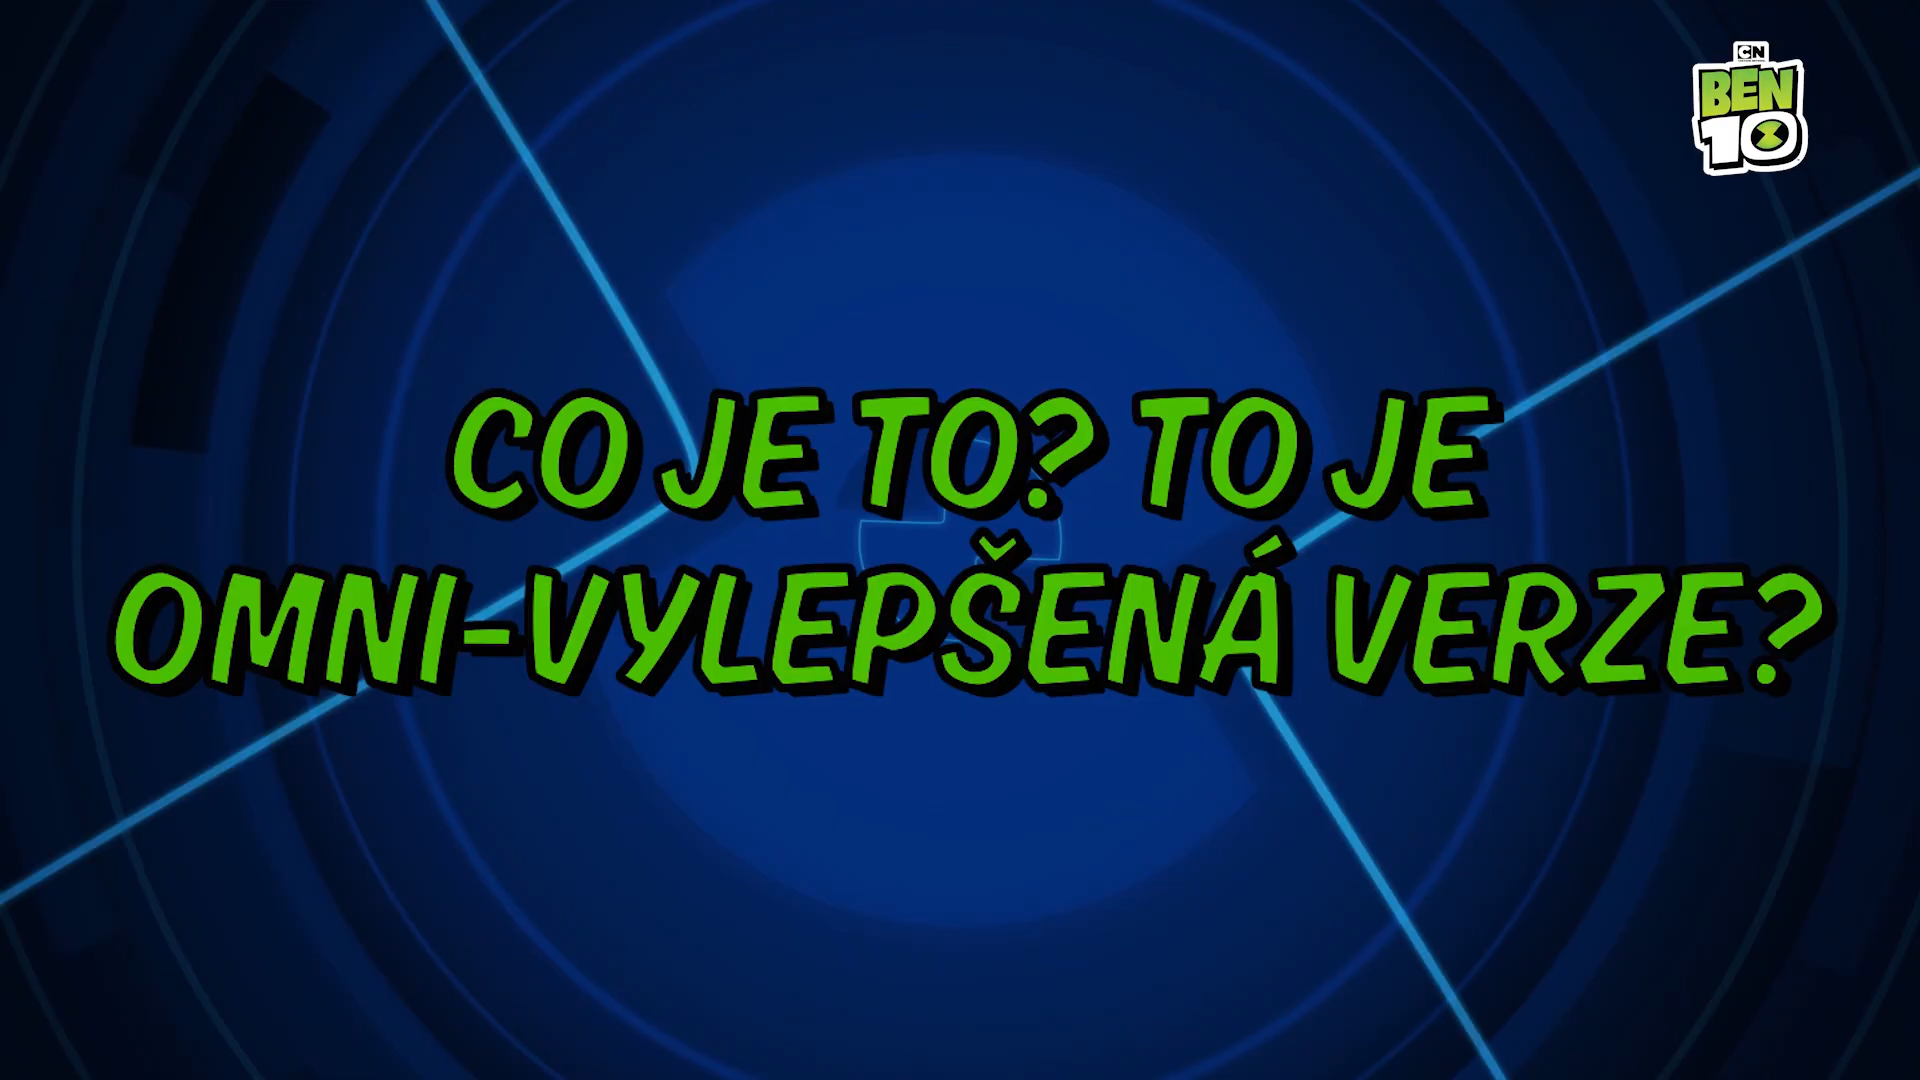 CN
BEN
10
CO JE TO? TO JE
OMNI-VYLEPŠENÁ VERZE?